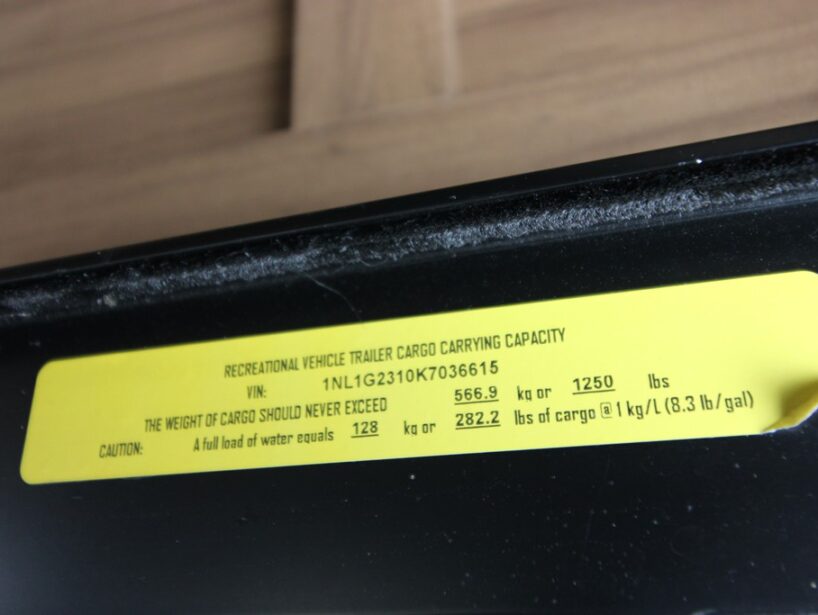 RECREATIONAL VEHICLE TRAILER CARGO CARRYING CAPACITY
VIN: 1NL1G2310K7036615
THE WEIGHT OF CARGO SHOULD NEVER EXCEED 566.9 kg or 1250 lbs
CAUTION: A full load of water equals 128 kg or 282.2 lbs of cargo @ 1 kg/L (8.3 lb/gal)